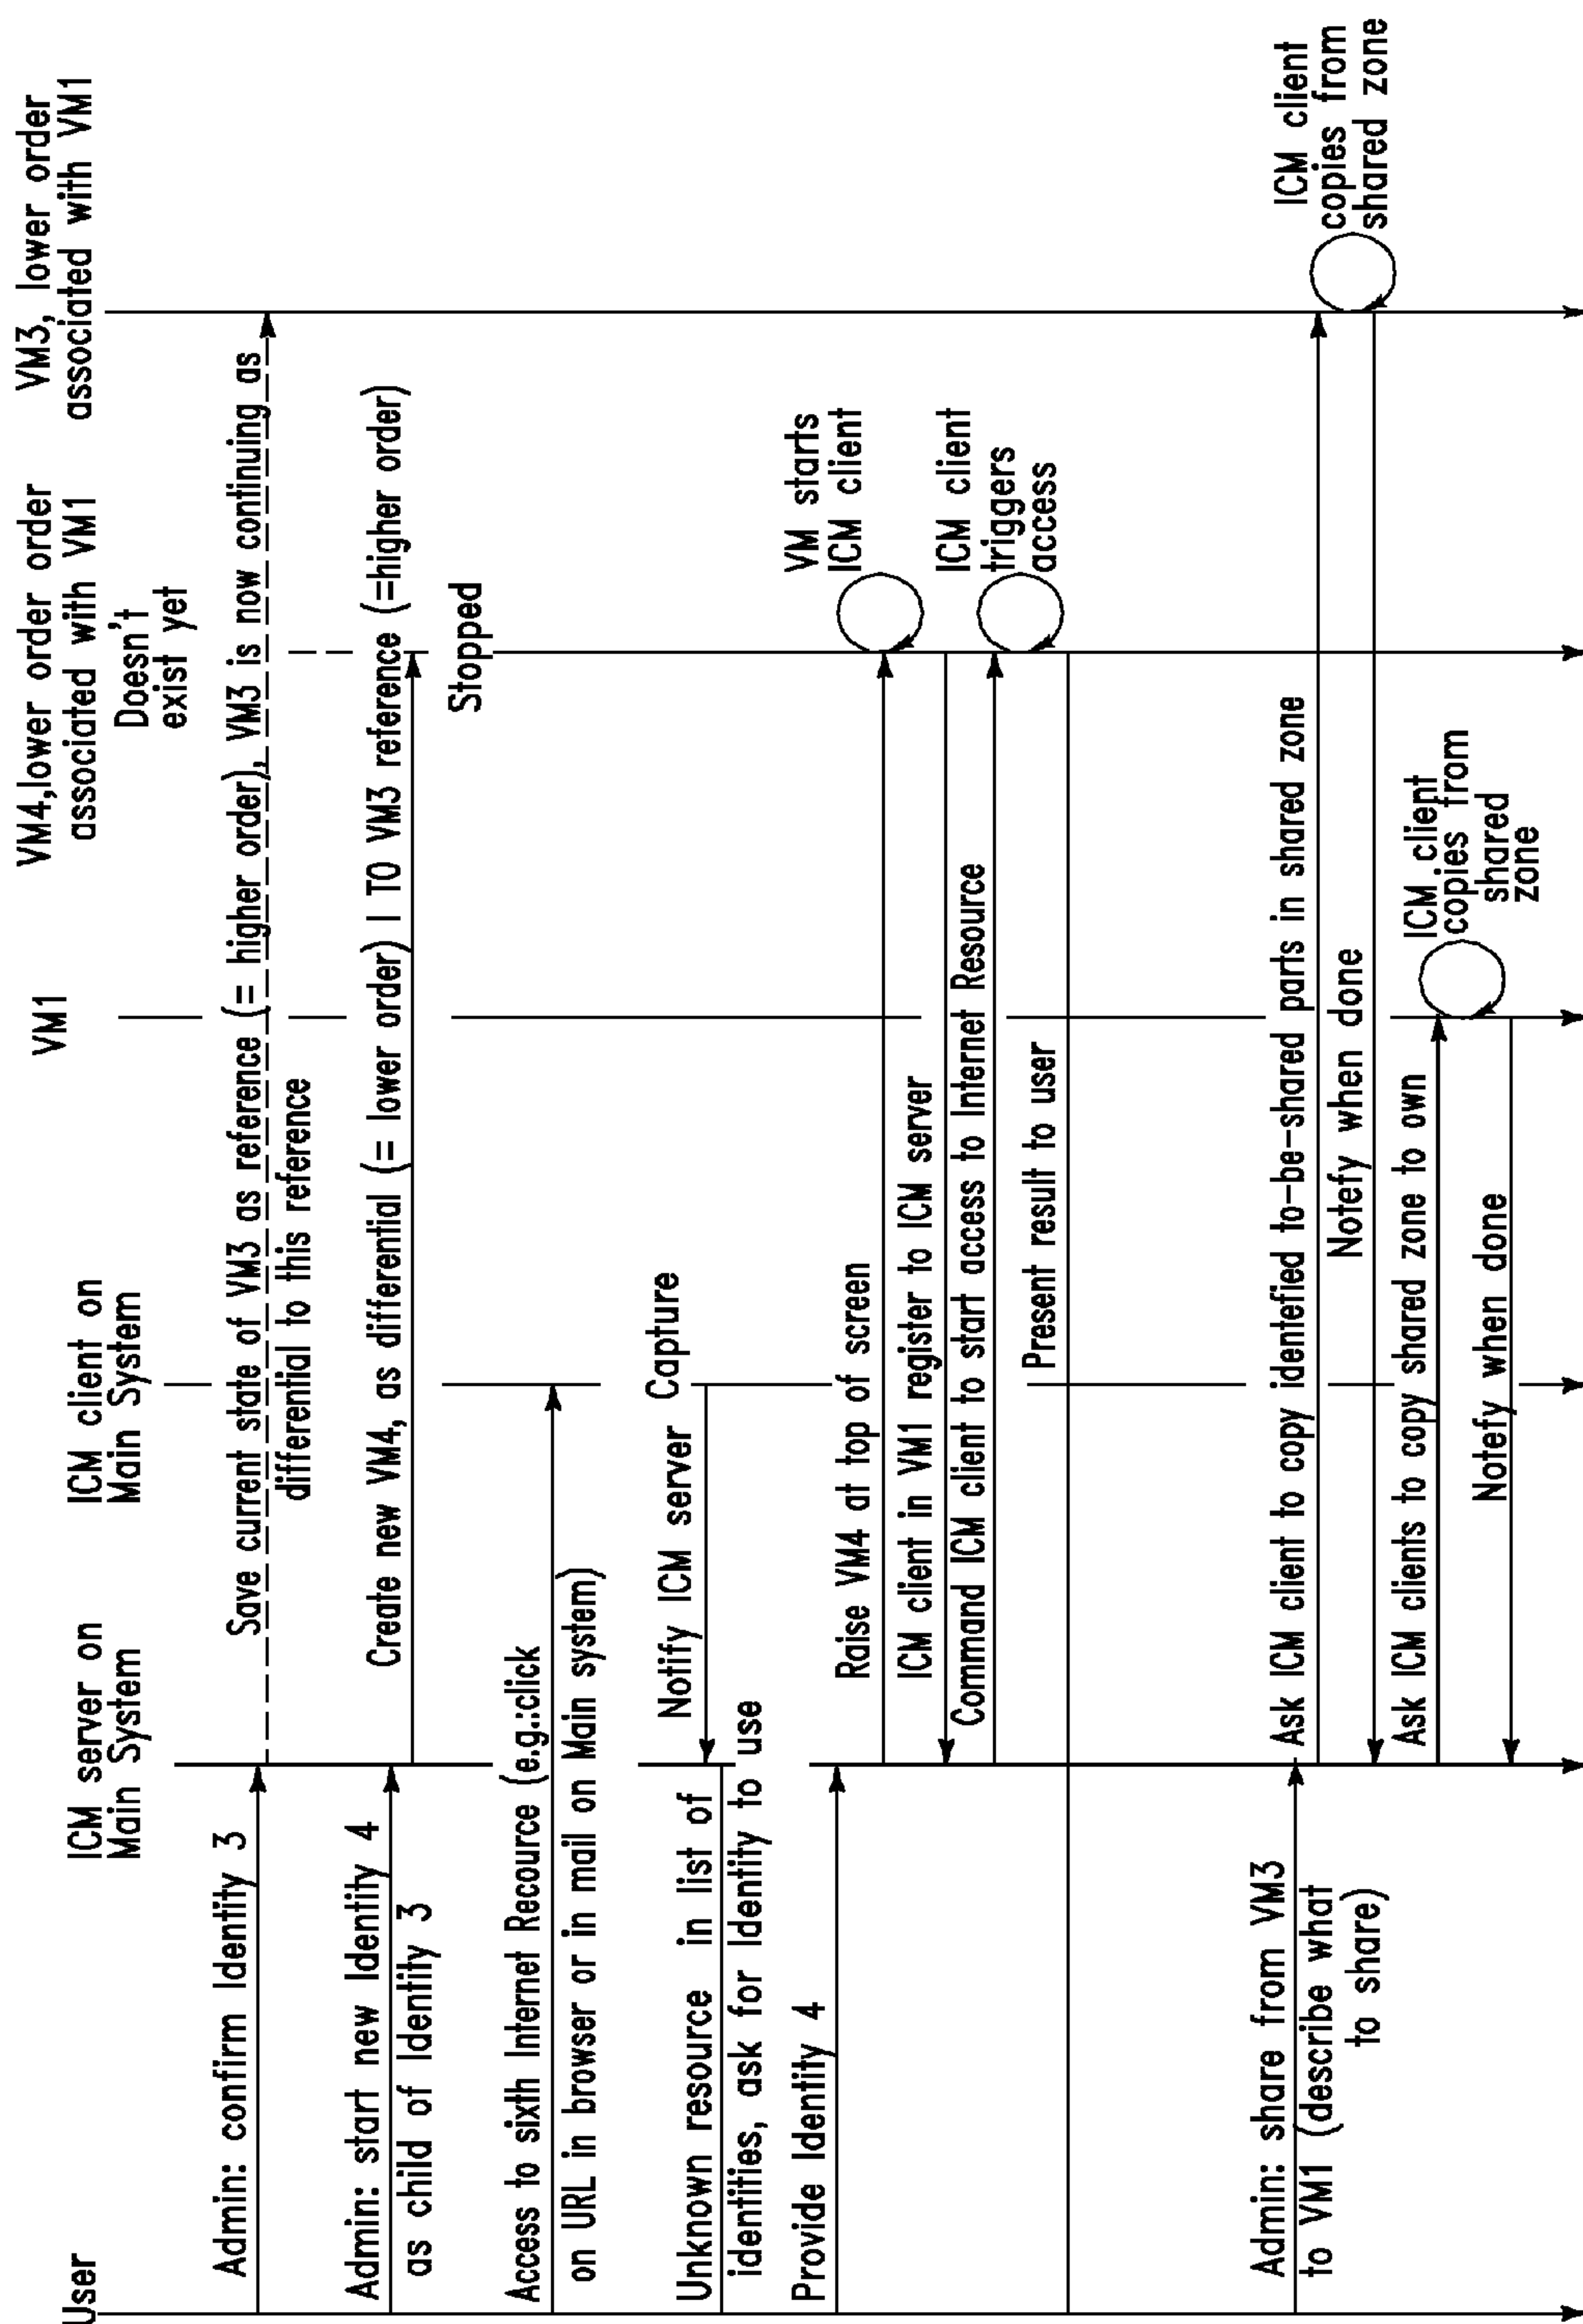 User
ICM server on
Main System
ICM client on
Main System
VM1
VM4,lower order order
associated with VM1
VM3, lower order
associated with VM1
Doesn't
exist yet
Admin: confirm Identity 3
Save current state of VM3 as reference (= higher order), VM3 is now continuing as
differential to this reference
Admin: start new Identity 4
as child of Identity 3
Create new VM4, as differential (= lower order) I TO VM3 reference (=higher order)
Stopped
Access to sixth Internet Recource (e.g.:click
on URL in browser or in mail on Main system)
Capture
Notify ICM server
Unknown resource in list of
identities, ask for Identity to use
Provide Identity 4
Raise VM4 at top of screen
VM starts
ICM client
ICM client in VM1 register to ICM server
Command ICM client to start access to Internet Resource
ICM client
triggers
access
Present result to user
Admin: share from VM3
to VM1 (describe what
to share)
Ask ICM client to copy identefied to-be-shared parts in shared zone
ICM client
copies from
shared zone
Notefy when done
Ask ICM clients to copy shared zone to own
ICM client
copies from
shared
zone
Notefy when done